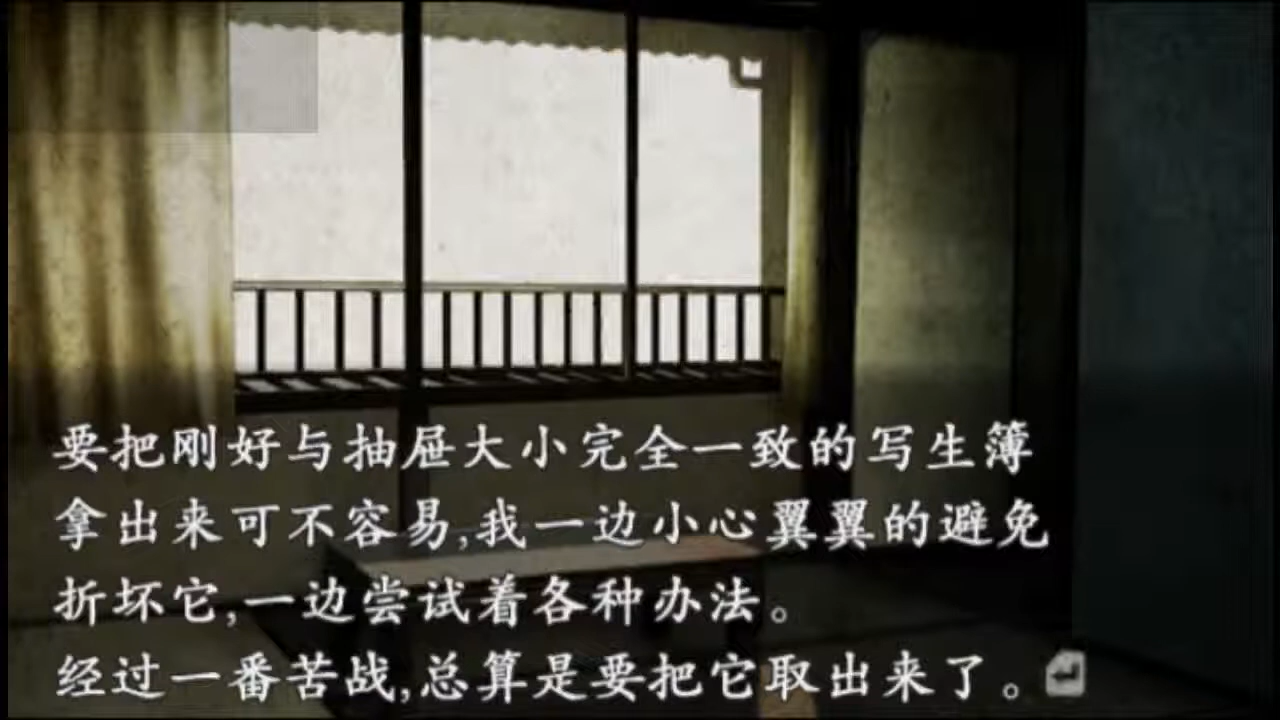 要把刚好与抽屉大小完全一致的写生簿
拿出来可不容易,我一边小心翼翼的避免
折坏它,一边尝试着各种办法。
经过一番苦战,总算是要把它取出来了。